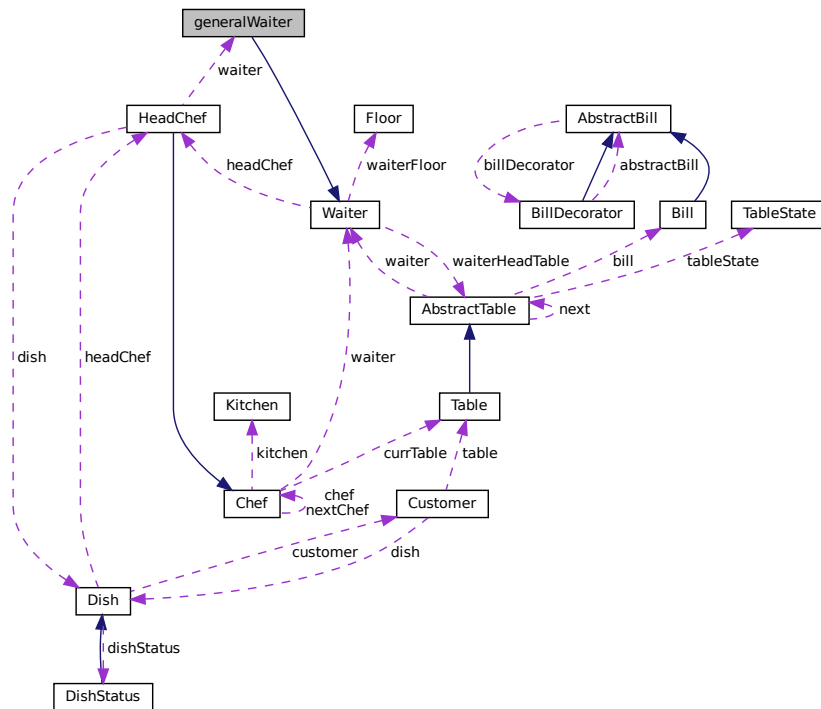 generalWaiter
waiter
HeadChef
Floor
AbstractBill
headChef
waiterFloor
billDecorator
abstractBill
Waiter
BillDecorator
Bill
TableState
waiter
waiterHeadTable
bill
tableState
AbstractTable
next
dish
headChef
waiter
Kitchen
Table
kitchen
currTable
table
Chef
chef
nextChef
Customer
customer
dish
Dish
dishStatus
DishStatus